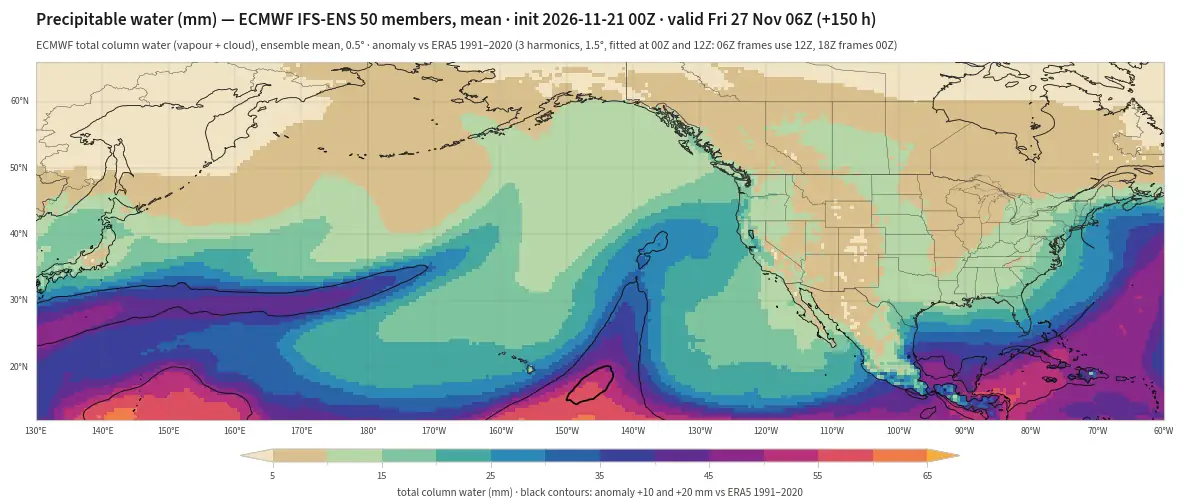 Precipitable water (mm) — ECMWF IFS-ENS 50 members, mean · init 2026-11-21 00Z · valid Fri 27 Nov 06Z (+150 h)
ECMWF total column water (vapour + cloud), ensemble mean, 0.5° · anomaly vs ERA5 1991–2020 (3 harmonics, 1.5°, fitted at 00Z and 12Z: 06Z frames use 12Z, 18Z frames 00Z)
60°N
50°N
40°N
30°N
20°N
130°E 140°E 150°E 160°E 170°E 180° 170°W 160°W 150°W 140°W 130°W 120°W 110°W 100°W 90°W 80°W 70°W 60°W
5 15 25 35 45 55 65
total column water (mm) · black contours: anomaly +10 and +20 mm vs ERA5 1991–2020